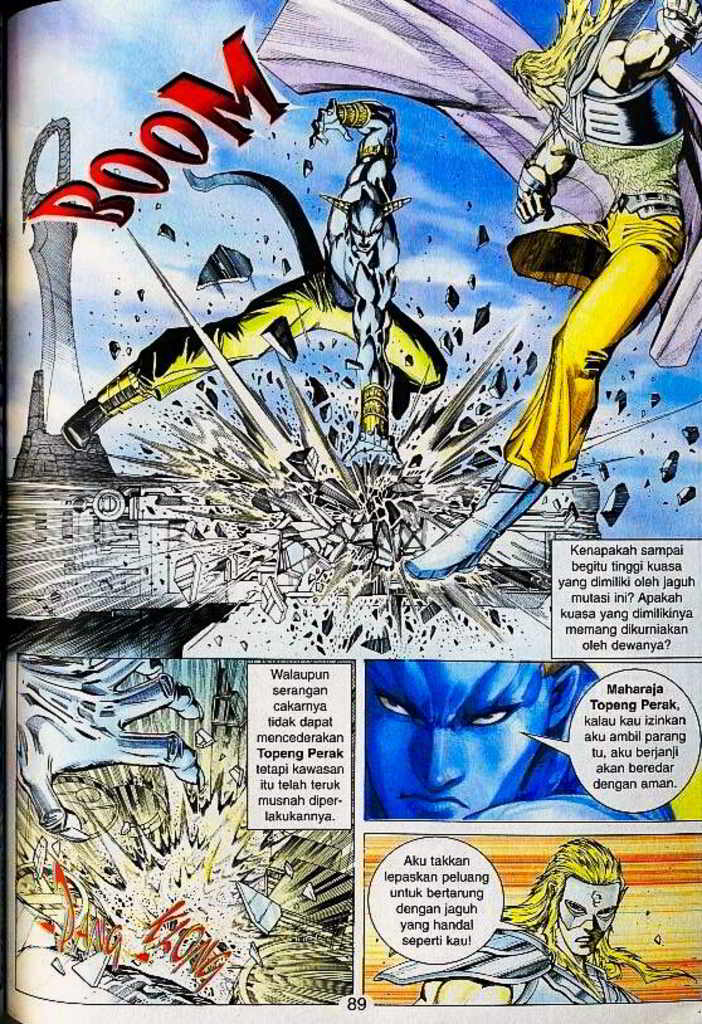 BOOM
Kenapakah sampai
begitu tinggi kuasa
yang dimiliki oleh jaguh
mutasi ini? Apakah
kuasa yang dimilikinya
memang dikurniakan
oleh dewanya?
Walaupun
serangan
cakarnya
tidak dapat
mencederakan
Topeng Perak
tetapi kawasan
itu telah teruk
musnah diper-
lakukannya.
PANG
KLONG
Maharaja
Topeng Perak,
kalau kau izinkan
aku ambil parang
tu, aku berjanji
akan beredar
dengan aman.
Aku takkan
lepaskan peluang
untuk bertarung
dengan jaguh
yang handal
seperti kau!
89